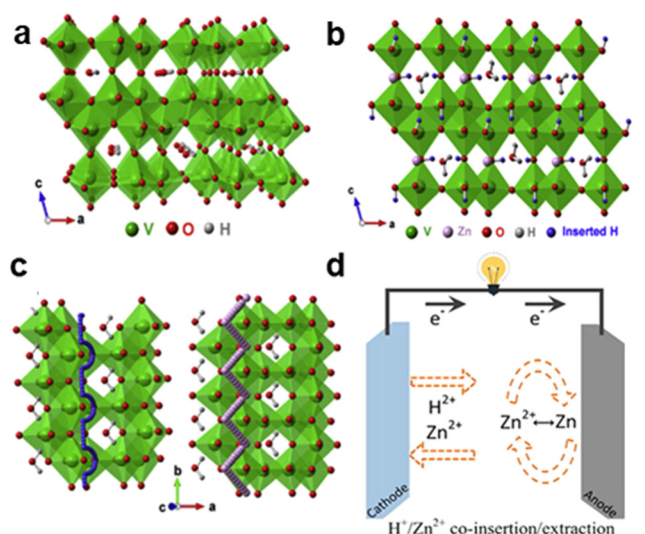 a
c
a
V O H
b
c
a
V Zn O H Inserted H
c
b
c a
d
e⁻ e⁻
H²⁺
Zn²⁺
Zn²⁺↔Zn
Cathode
Anode
H⁺/Zn²⁺ co-insertion/extraction